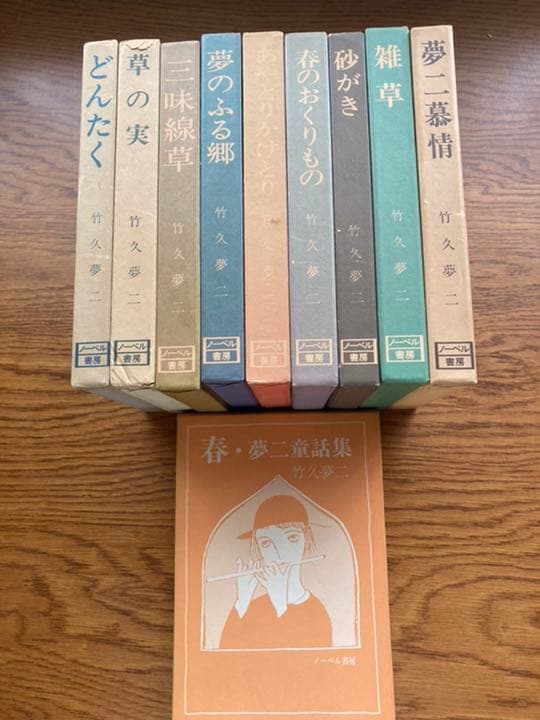 どんたく
竹久夢二
ノーベル
書房
草の実
竹久夢二
ノーベル
書房
三味線草
竹久夢二
ノーベル
書房
夢のふる郷
竹久夢二
ノーベル
書房
ノーベル
書房
春のおくりもの
竹久夢二
ノーベル
書房
砂がき
竹久夢二
ノーベル
書房
雑草
竹久夢二
ノーベル
書房
夢二慕情
竹久夢二
ノーベル
書房
春・夢二童話集
竹久夢二
ノーベル書房